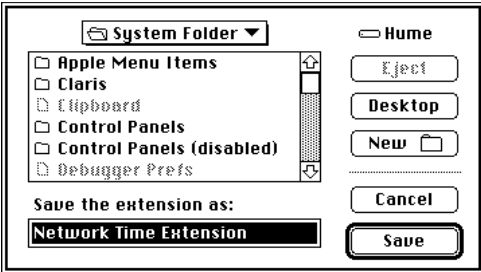 System Folder
Hume
Apple Menu Items
Claris
Clipboard
Control Panels
Control Panels (disabled)
Debugger Prefs
Eject
Desktop
New
Save the extension as:
Network Time Extension
Cancel
Save